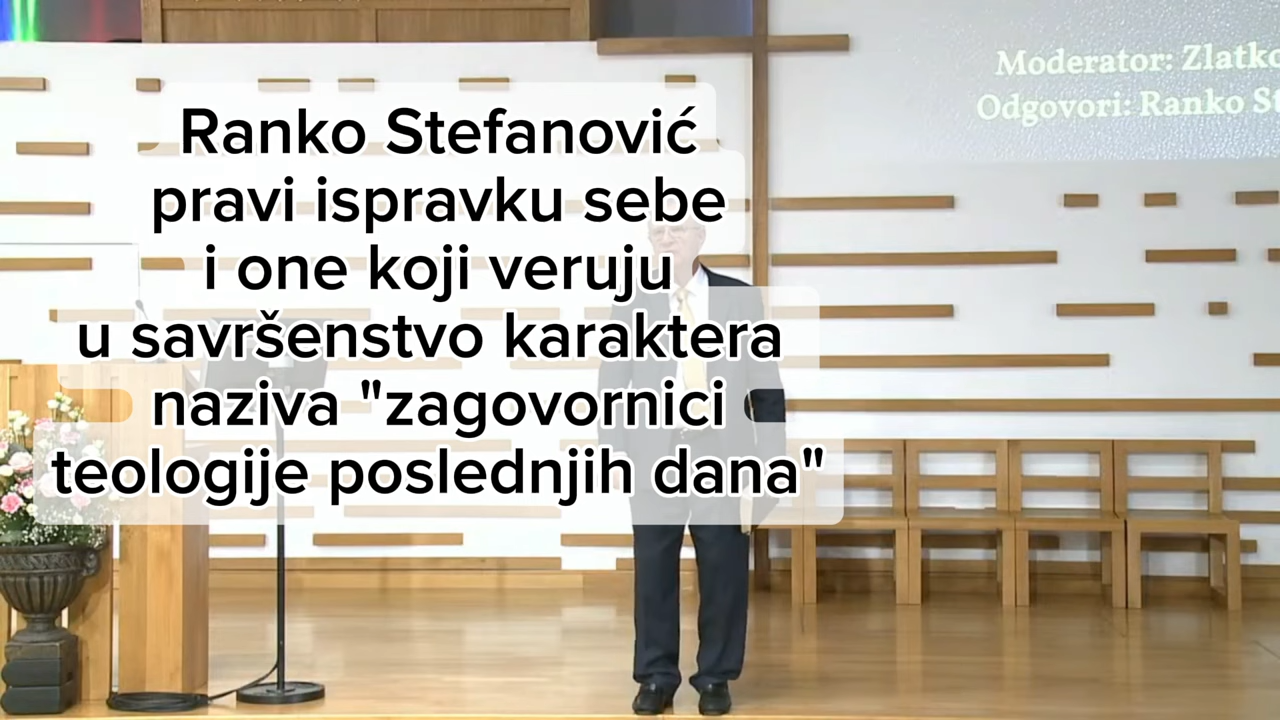 Moderator: Zlatko
Odgovori: Ranko
Ranko Stefanović
pravi ispravku sebe
i one koji veruju
u savršenstvo karaktera
naziva "zagovornici
teologije poslednjih dana"